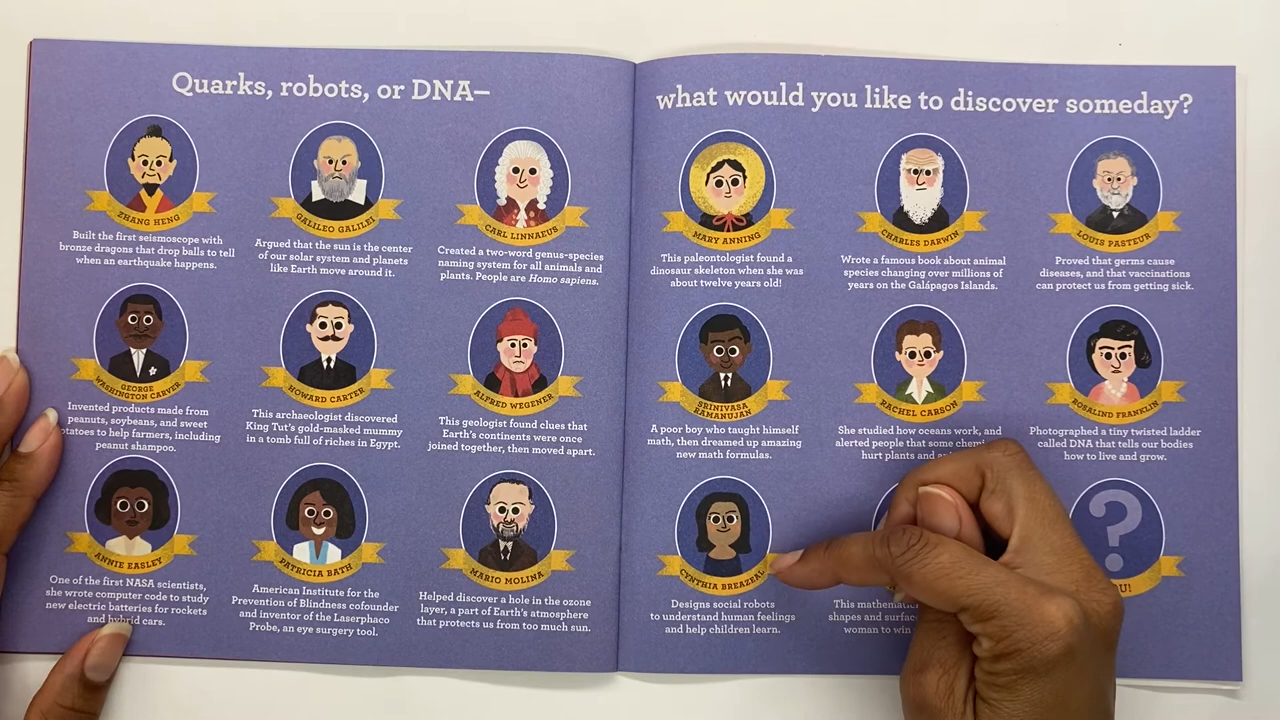 Quarks, robots, or DNA—
what would you like to discover someday?
ZHANG HENG
Built the first seismoscope with
bronze dragons that drop balls to tell
when an earthquake happens.
GALILEO GALILEI
Argued that the sun is the center
of our solar system and planets
like Earth move around it.
CARL LINNAEUS
Created a two-word genus-species
naming system for all animals and
plants. People are Homo sapiens.
MARY ANNING
This paleontologist found a
dinosaur skeleton when she was
about twelve years old!
CHARLES DARWIN
Wrote a famous book about animal
species changing over millions of
years on the Galápagos Islands.
LOUIS PASTEUR
Proved that germs cause
diseases, and that vaccinations
can protect us from getting sick.
GEORGE
WASHINGTON CARVER
Invented products made from
peanuts, soybeans, and sweet
potatoes to help farmers, including
peanut shampoo.
HOWARD CARTER
This archaeologist discovered
King Tut's gold-masked mummy
in a tomb full of riches in Egypt.
ALFRED WEGENER
This geologist found clues that
Earth's continents were once
joined together, then moved apart.
SRINIVASA
RAMANUJAN
A poor boy who taught himself
math, then dreamed up amazing
new math formulas.
RACHEL CARSON
She studied how oceans work, and
alerted people that some
hurt plants and
ROSALIND FRANKLIN
Photographed a tiny twisted ladder
called DNA that tells our bodies
how to live and grow.
ANNIE EASLEY
One of the first NASA scientists,
she wrote computer code to study
new electric batteries for rockets
and hybrid cars.
PATRICIA BATH
American Institute for the
Prevention of Blindness cofounder
and inventor of the Laserphaco
Probe, an eye surgery tool.
MARIO MOLINA
Helped discover a hole in the ozone
layer, a part of Earth's atmosphere
that protects us from too much sun.
CYNTHIA BREAZEAL
Designs social robots
to understand human feelings
and help children learn.
This
shapes and
woman to win
?